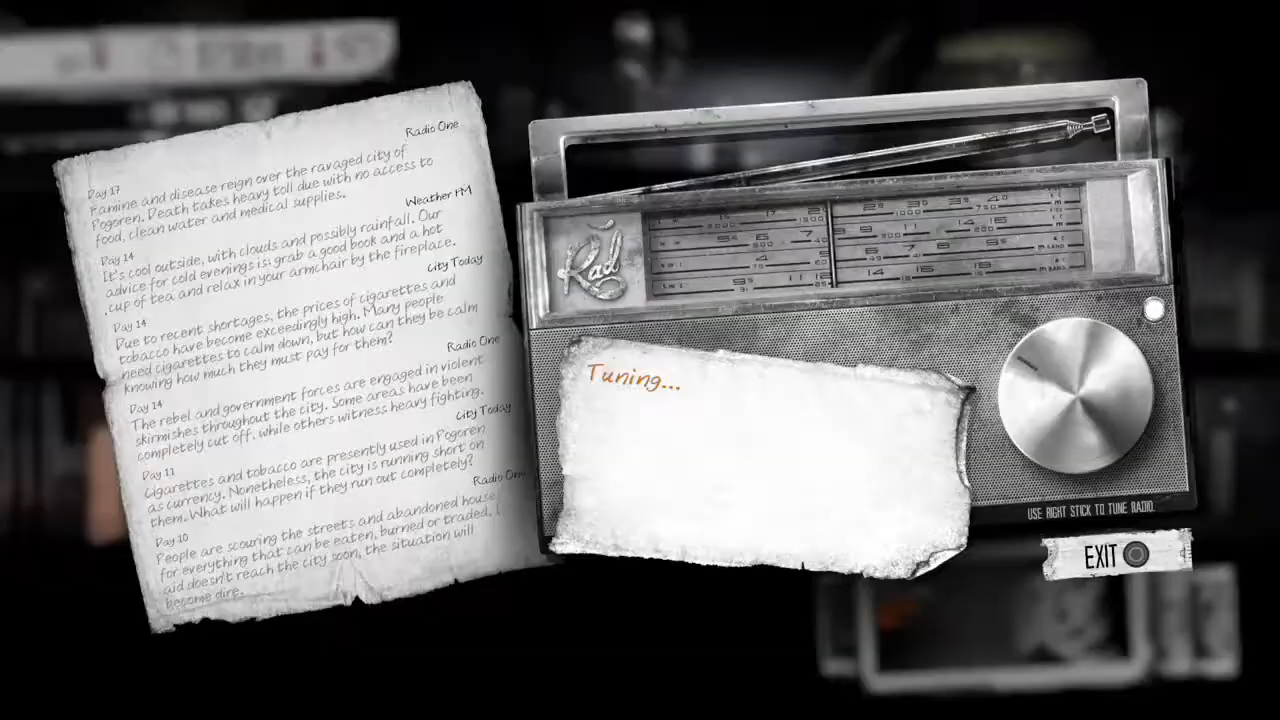 Radio One
Day 17
Famine and disease reign over the ravaged city of
Pogoren. Death takes heavy toll due with no access to
food, clean water and medical supplies.
Weather FM
Day 14
It's cool outside, with clouds and possibly rainfall. Our
advice for cold evenings is: grab a good book and a hot
cup of tea and relax in your armchair by the fireplace.
City Today
Day 14
Due to recent shortages, the prices of cigarettes and
tobacco have become exceedingly high. Many people
need cigarettes to calm down, but how can they be calm
knowing how much they must pay for them?
Radio One
Day 14
The rebel and government forces are engaged in violent
skirmishes throughout the city. Some areas have been
completely cut off, while others witness heavy fighting.
City Today
Day 11
Cigarettes and tobacco are presently used in Pogoren
as currency. Nonetheless, the city is running short on
them. What will happen if they run out completely?
Radio One
Day 10
People are scouring the streets and abandoned house
for everything that can be eaten, burned or traded. I
aid doesn't reach the city soon, the situation will
become dire.
Rad
Tuning...
USE RIGHT STICK TO TUNE RADIO.
EXIT